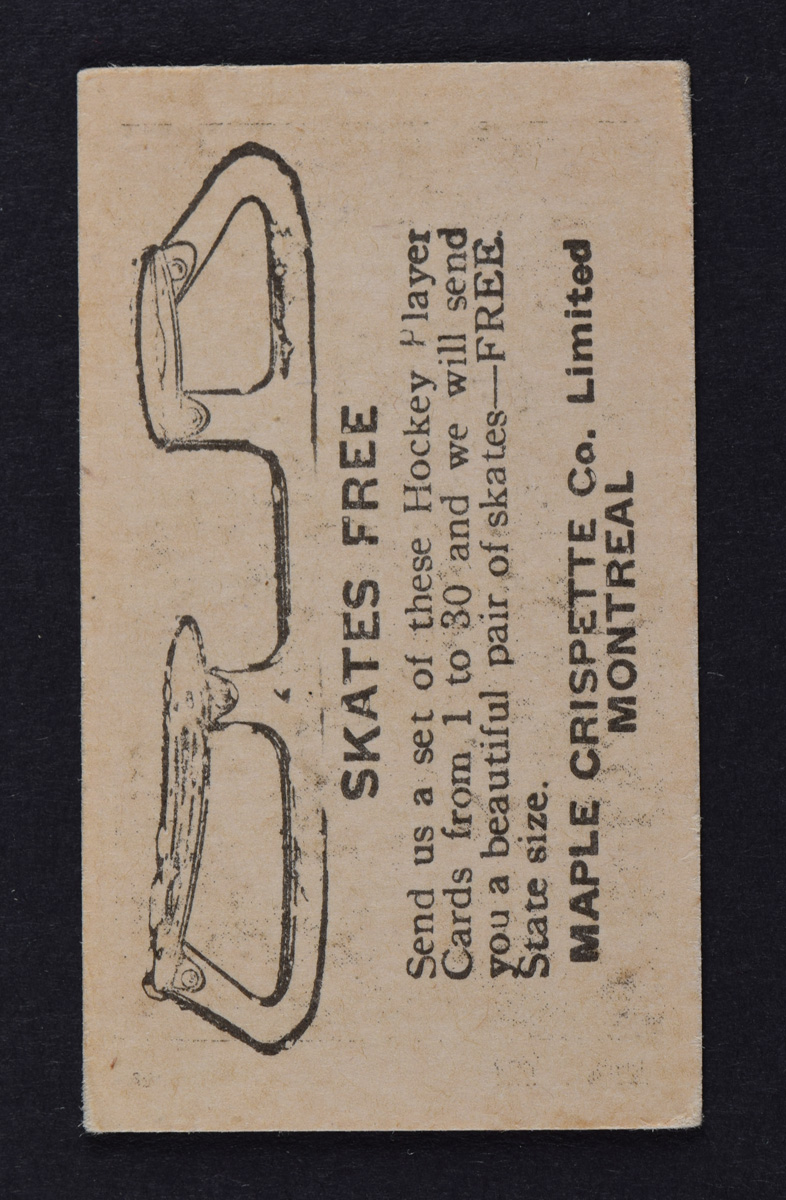 SKATES FREE
Send us a set of these Hockey Player
Cards from 1 to 30 and we will send
you a beautiful pair of skates—FREE.
State size.
MAPLE CRISPETTE Co. Limited
MONTREAL